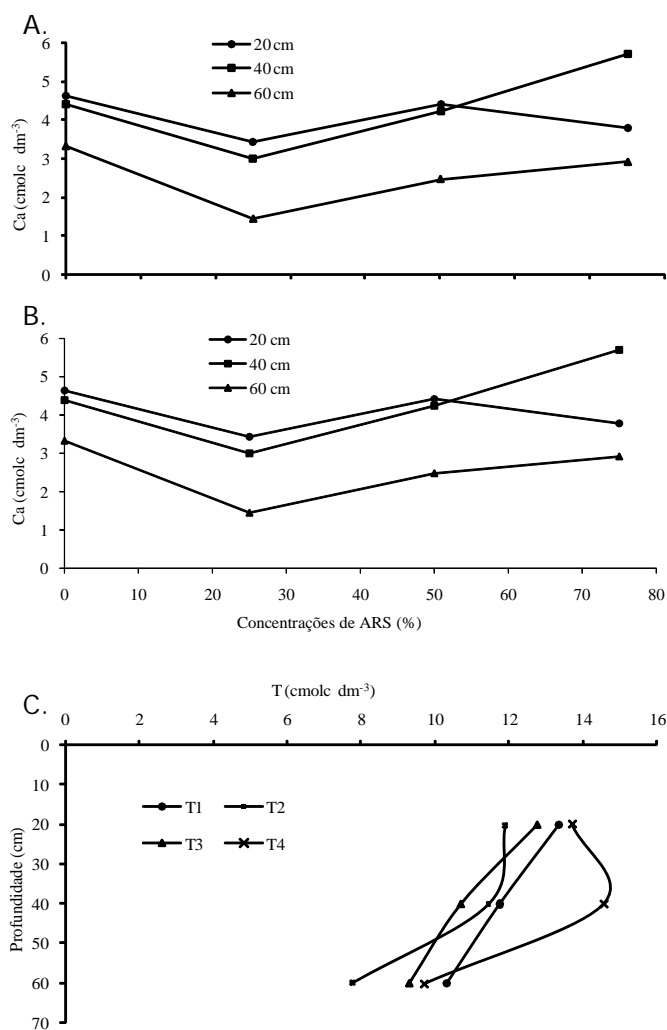 A.
6
5
4
3
2
1
0
Ca (cmolc dm-3)
20 cm
40 cm
60 cm
B.
6
5
4
3
2
1
0
Ca (cmolc dm-3)
20 cm
40 cm
60 cm
0 10 20 30 40 50 60 70 80
Concentrações de ARS (%)
C.
T (cmolc dm-3)
0 2 4 6 8 10 12 14 16
0
10
20
30
40
50
60
70
Profundidade (cm)
T1 T2
T3 T4